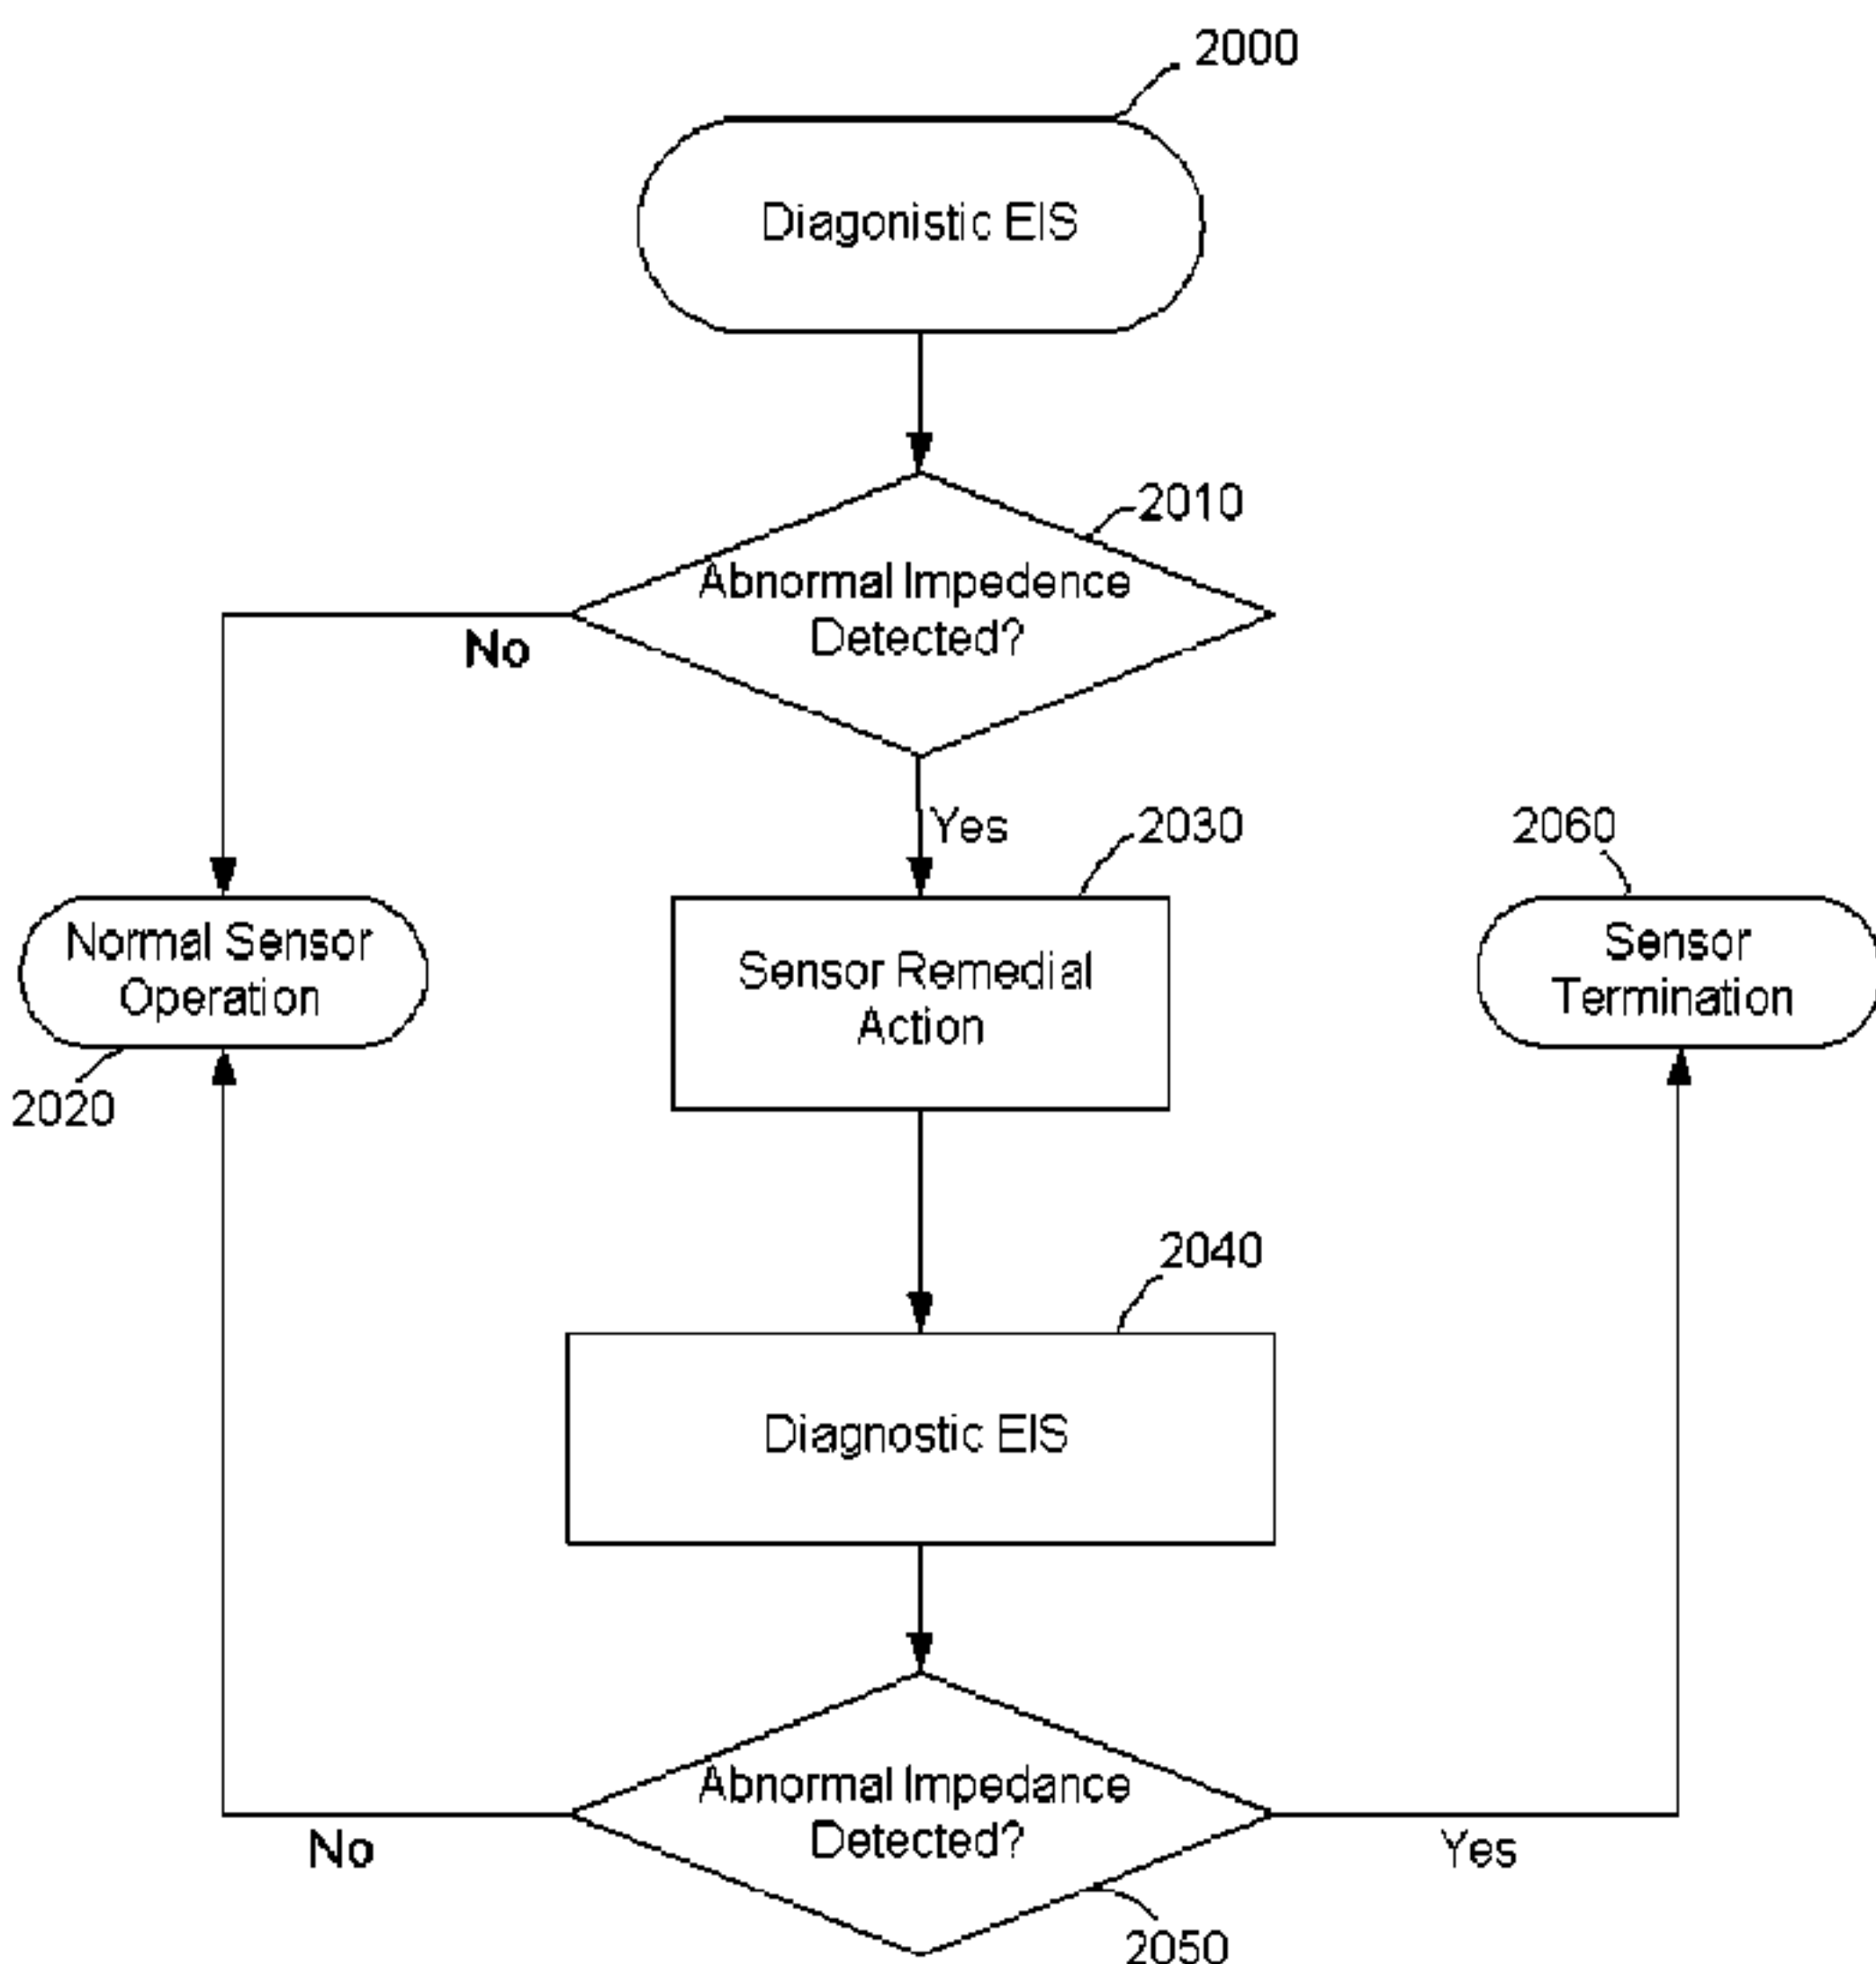 2000
Diagonistic EIS
2010
Abnormal Impedence
Detected?
No
Yes
2030
2060
Normal Sensor
Operation
Sensor Remedial
Action
Sensor
Termination
2020
2040
Diagnostic EIS
Abnormal Impedance
Detected?
No
Yes
2050